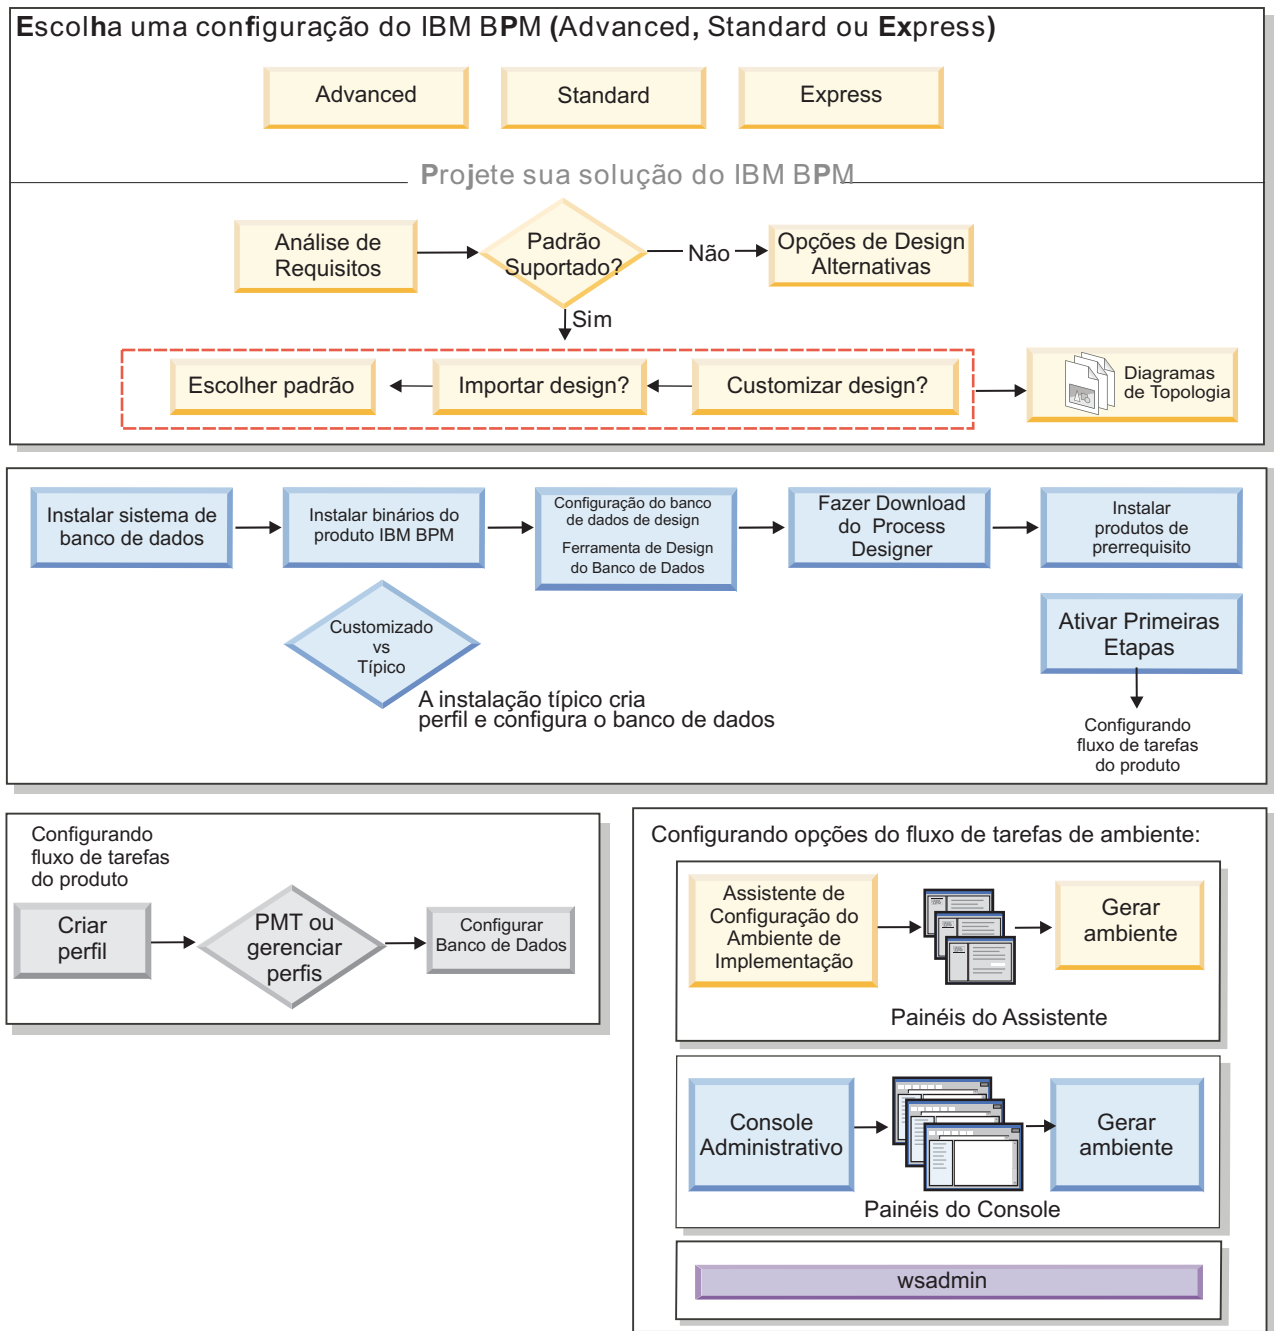 Escolha uma configuração do IBM BPM (Advanced, Standard ou Express)
Advanced
Standard
Express
Projete sua solução do IBM BPM
Análise de
Requisitos
Padrão
Suportado?
Não
Opções de Design
Alternativas
Sim
Escolher padrão
Importar design?
Customizar design?
Diagramas
de Topologia
Instalar sistema de
banco de dados
Instalar binários do
produto IBM BPM
Configuração do banco
de dados de design
Ferramenta de Design
do Banco de Dados
Fazer Download
do Process
Designer
Instalar
produtos de
prerrequisito
Customizado
vs
Típico
A instalação típico cria
perfil e configura o banco de dados
Ativar Primeiras
Etapas
Configurando
fluxo de tarefas
do produto
Configurando
fluxo de tarefas
do produto
Criar
perfil
PMT ou
gerenciar
perfis
Configurar
Banco de Dados
Configurando opções do fluxo de tarefas de ambiente:
Assistente de
Configuração do
Ambiente de
Implementação
Gerar
ambiente
Painéis do Assistente
Console
Administrativo
Gerar
ambiente
Painéis do Console
wsadmin